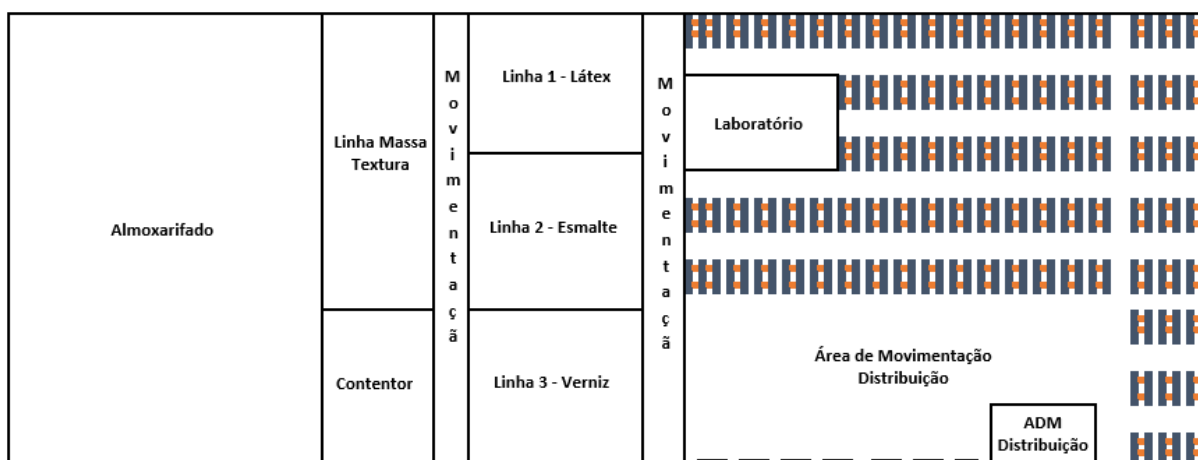 Almoxarifado
Linha Massa
Textura
Contentor
M
o
v
i
m
e
n
t
a
ç
ã
Linha 1 - Látex
Linha 2 - Esmalte
Linha 3 - Verniz
M
o
v
i
m
e
n
t
a
ç
ã
Laboratório
Área de Movimentação
Distribuição
ADM
Distribuição